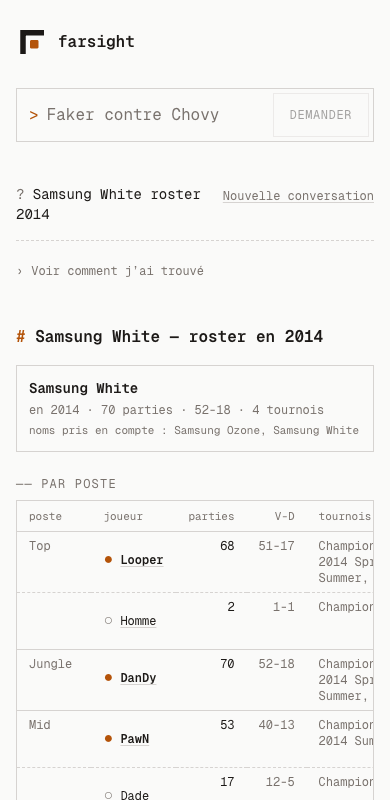 farsight
> Faker contre Chovy DEMANDER
? Samsung White roster 2014 Nouvelle conversation
› Voir comment j'ai trouvé
# Samsung White — roster en 2014
Samsung White
en 2014 · 70 parties · 52-18 · 4 tournois
noms pris en compte : Samsung Ozone, Samsung White
—— PAR POSTE
poste joueur parties V-D tournois
Top ● Looper 68 51-17 Champion
2014 Spr
Summer,
○ Homme 2 1-1 Champion
Jungle ● DanDy 70 52-18 Champion
2014 Spr
Summer,
Mid ● PawN 53 40-13 Champion
2014 Sum
○ Dade 17 12-5 Champion